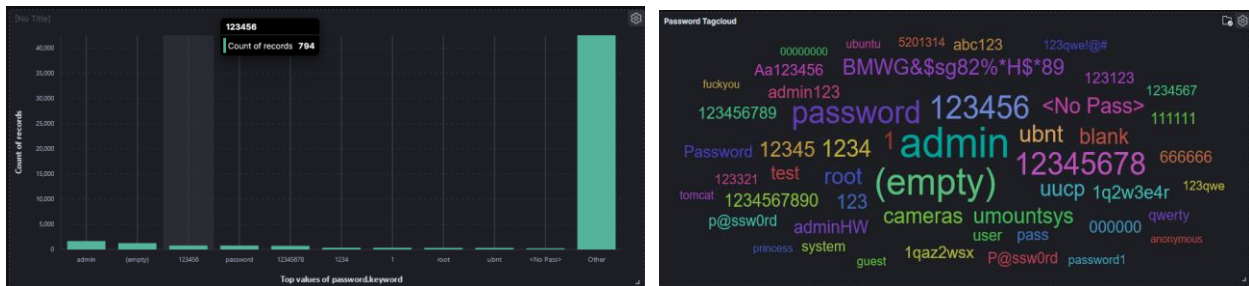 [No Title]
123456
Count of records 794
Count of records
40,000
35,000
30,000
25,000
20,000
15,000
10,000
5,000
0
admin (empty) 123456 password 12345678 1234 1 root ubnt <No Pass> Other
Top values of password.keyword
Password Tagcloud
00000000 ubuntu 5201314 abc123 123qwe!@#
fuckyou Aa123456 BMWG&$sg82%*H$*89 123123
admin123 1234567
123456789 password 123456 <No Pass> 111111
Password 12345 1234 1 admin ubnt blank
12345678 666666
123321 test root (empty)
tomcat 1234567890 123 uucp 1q2w3e4r 123qwe
p@ssw0rd adminHW cameras umountsys 000000 qwerty
user pass anonymous
princess system
guest 1qaz2wsx P@ssw0rd password1